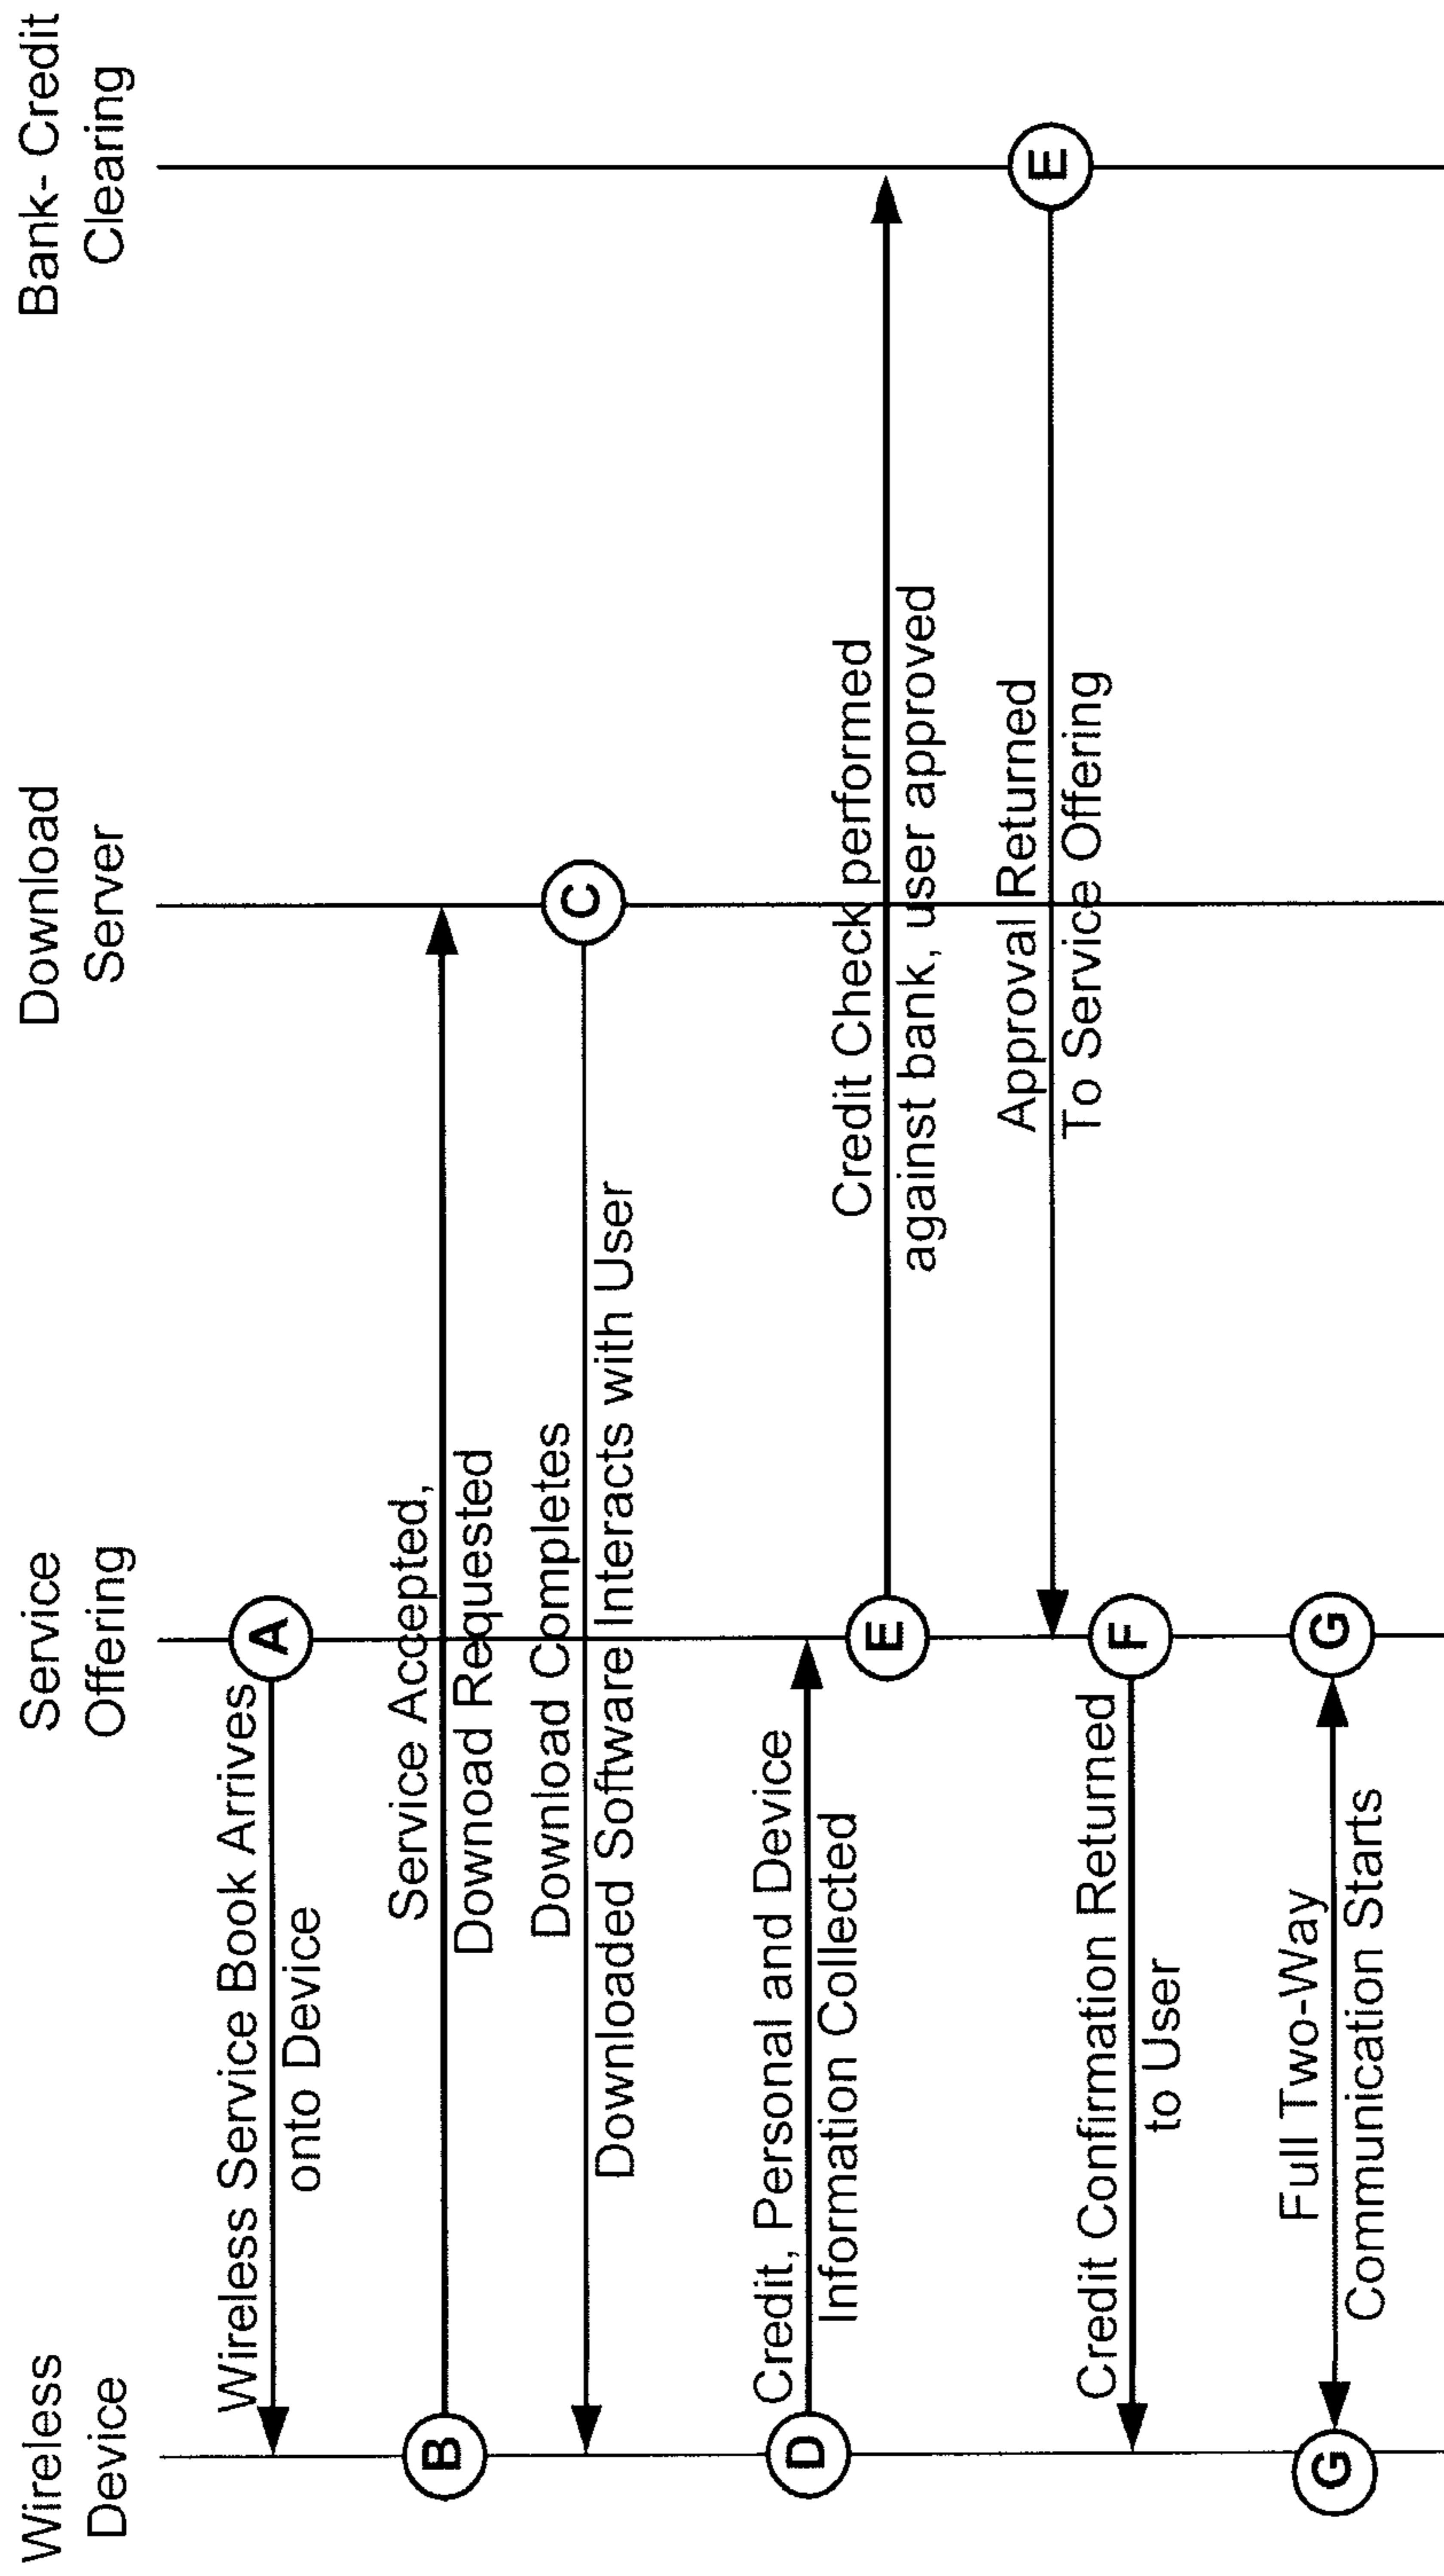 Wireless
Device
Service
Offering
Download
Server
Bank- Credit
Clearing
A
Wireless Service Book Arrives
onto Device
B
Service Accepted,
Downoad Requested
C
Download Completes
Downloaded Software Interacts with User
D
Credit, Personal and Device
Information Collected
E
Credit Check performed
against bank, user approved
E
Approval Returned
To Service Offering
F
Credit Confirmation Returned
to User
G
Full Two-Way
Communication Starts
G